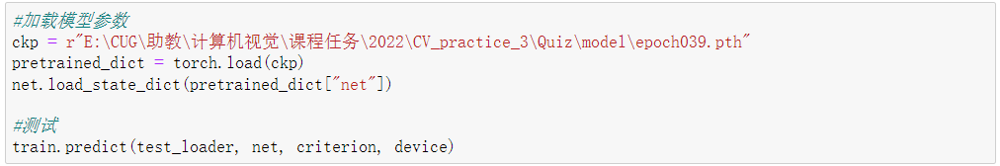 #加载模型参数
ckp = r"E:\CUG\助教\计算机视觉\课程任务\2022\CV_practice_3\Quiz\model\epoch039.pth"
pretrained_dict = torch.load(ckp)
net.load_state_dict(pretrained_dict["net"])
#测试
train.predict(test_loader, net, criterion, device)